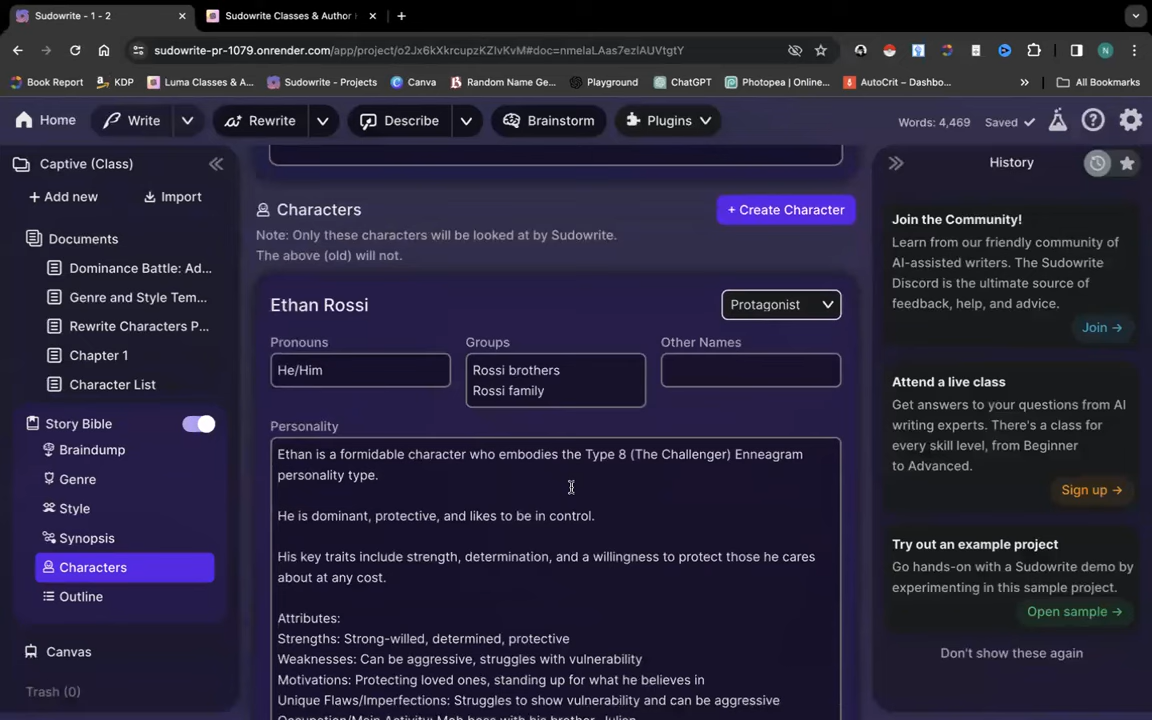 Sudowrite - 1 - 2
Sudowrite Classes & Author
sudowrite-pr-1079.onrender.com/app/project/o2Jx6kXkrcupzKZIvKvM#doc=nmelaLAas7ezIAUVtgtY
N
Book Report
KDP
Luma Classes & A...
Sudowrite - Projects
Canva
Random Name Ge...
Playground
ChatGPT
Photopea | Online...
AutoCrit – Dashbo...
»
All Bookmarks
Home
Write
Rewrite
Describe
Brainstorm
Plugins
Words: 4,469
Saved
Captive (Class)
+ Add new
Import
Documents
Dominance Battle: Ad...
Genre and Style Tem...
Rewrite Characters P...
Chapter 1
Character List
Story Bible
Braindump
Genre
Style
Synopsis
Characters
Outline
Canvas
Trash (0)
Characters
+ Create Character
Note: Only these characters will be looked at by Sudowrite.
The above (old) will not.
Ethan Rossi
Protagonist
Pronouns
Groups
Other Names
He/Him
Rossi brothers
Rossi family
Personality
Ethan is a formidable character who embodies the Type 8 (The Challenger) Enneagram
personality type.
He is dominant, protective, and likes to be in control.
His key traits include strength, determination, and a willingness to protect those he cares
about at any cost.
Attributes:
Strengths: Strong-willed, determined, protective
Weaknesses: Can be aggressive, struggles with vulnerability
Motivations: Protecting loved ones, standing up for what he believes in
Unique Flaws/Imperfections: Struggles to show vulnerability and can be aggressive
Occupation/Main Activity: Mob boss with his brother, Julian
History
Join the Community!
Learn from our friendly community of
AI-assisted writers. The Sudowrite
Discord is the ultimate source of
feedback, help, and advice.
Join →
Attend a live class
Get answers to your questions from AI
writing experts. There's a class for
every skill level, from Beginner
to Advanced.
Sign up →
Try out an example project
Go hands-on with a Sudowrite demo by
experimenting in this sample project.
Open sample →
Don't show these again